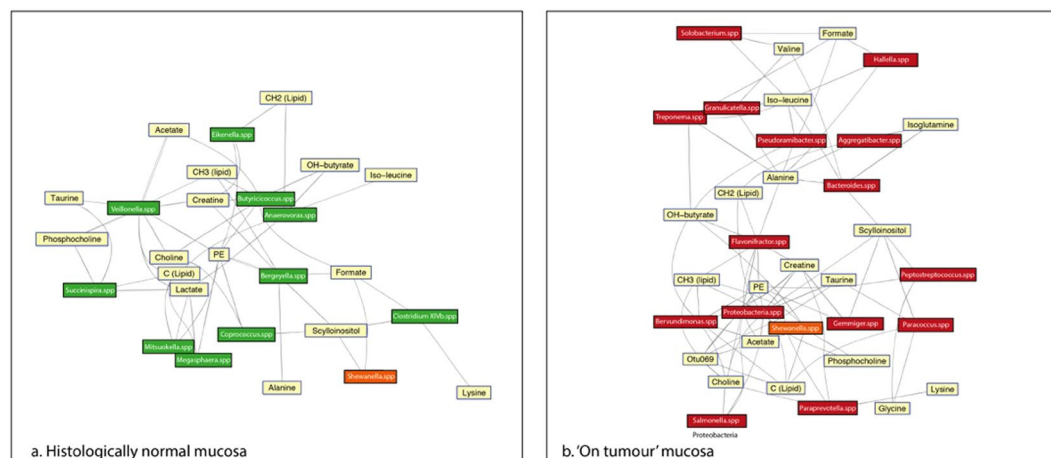 CH2 (Lipid)
Acetate
Eikenella.spp
CH3 (lipid)
OH-butyrate
Iso-leucine
Taurine
Creatine
Butyricicoccus.spp
Veillonella.spp
Anaerovoras.spp
Phosphocholine
Choline
PE
C (Lipid)
Bergeyella.spp
Formate
Succinispira.spp
Lactate
Clostridium XIVb.spp
Coprococcus.spp
Scylloinositol
Mitsuokella.spp
Megasphaera.spp
Alanine
Shewanella.spp
Lysine
a. Histologically normal mucosa
Solobacterium.spp
Formate
Valine
Hallella.spp
Iso-leucine
Granulicatella.spp
Treponema.spp
Isoglutamine
Pseudoramibacter.spp
Aggregatibacter.spp
Alanine
Bacteroides.spp
CH2 (Lipid)
OH-butyrate
Scylloinositol
Flavonifractor.spp
Creatine
Peptostreptococcus.spp
CH3 (lipid)
PE
Taurine
Proteobacteria.spp
Bervundimonas.spp
Shewanella.spp
Gemmiger.spp
Paracoccus.spp
Acetate
Otu069
Phosphocholine
Choline
C (Lipid)
Lysine
Paraprevotella.spp
Glycine
Salmonella.spp
Proteobacteria
b. 'On tumour' mucosa